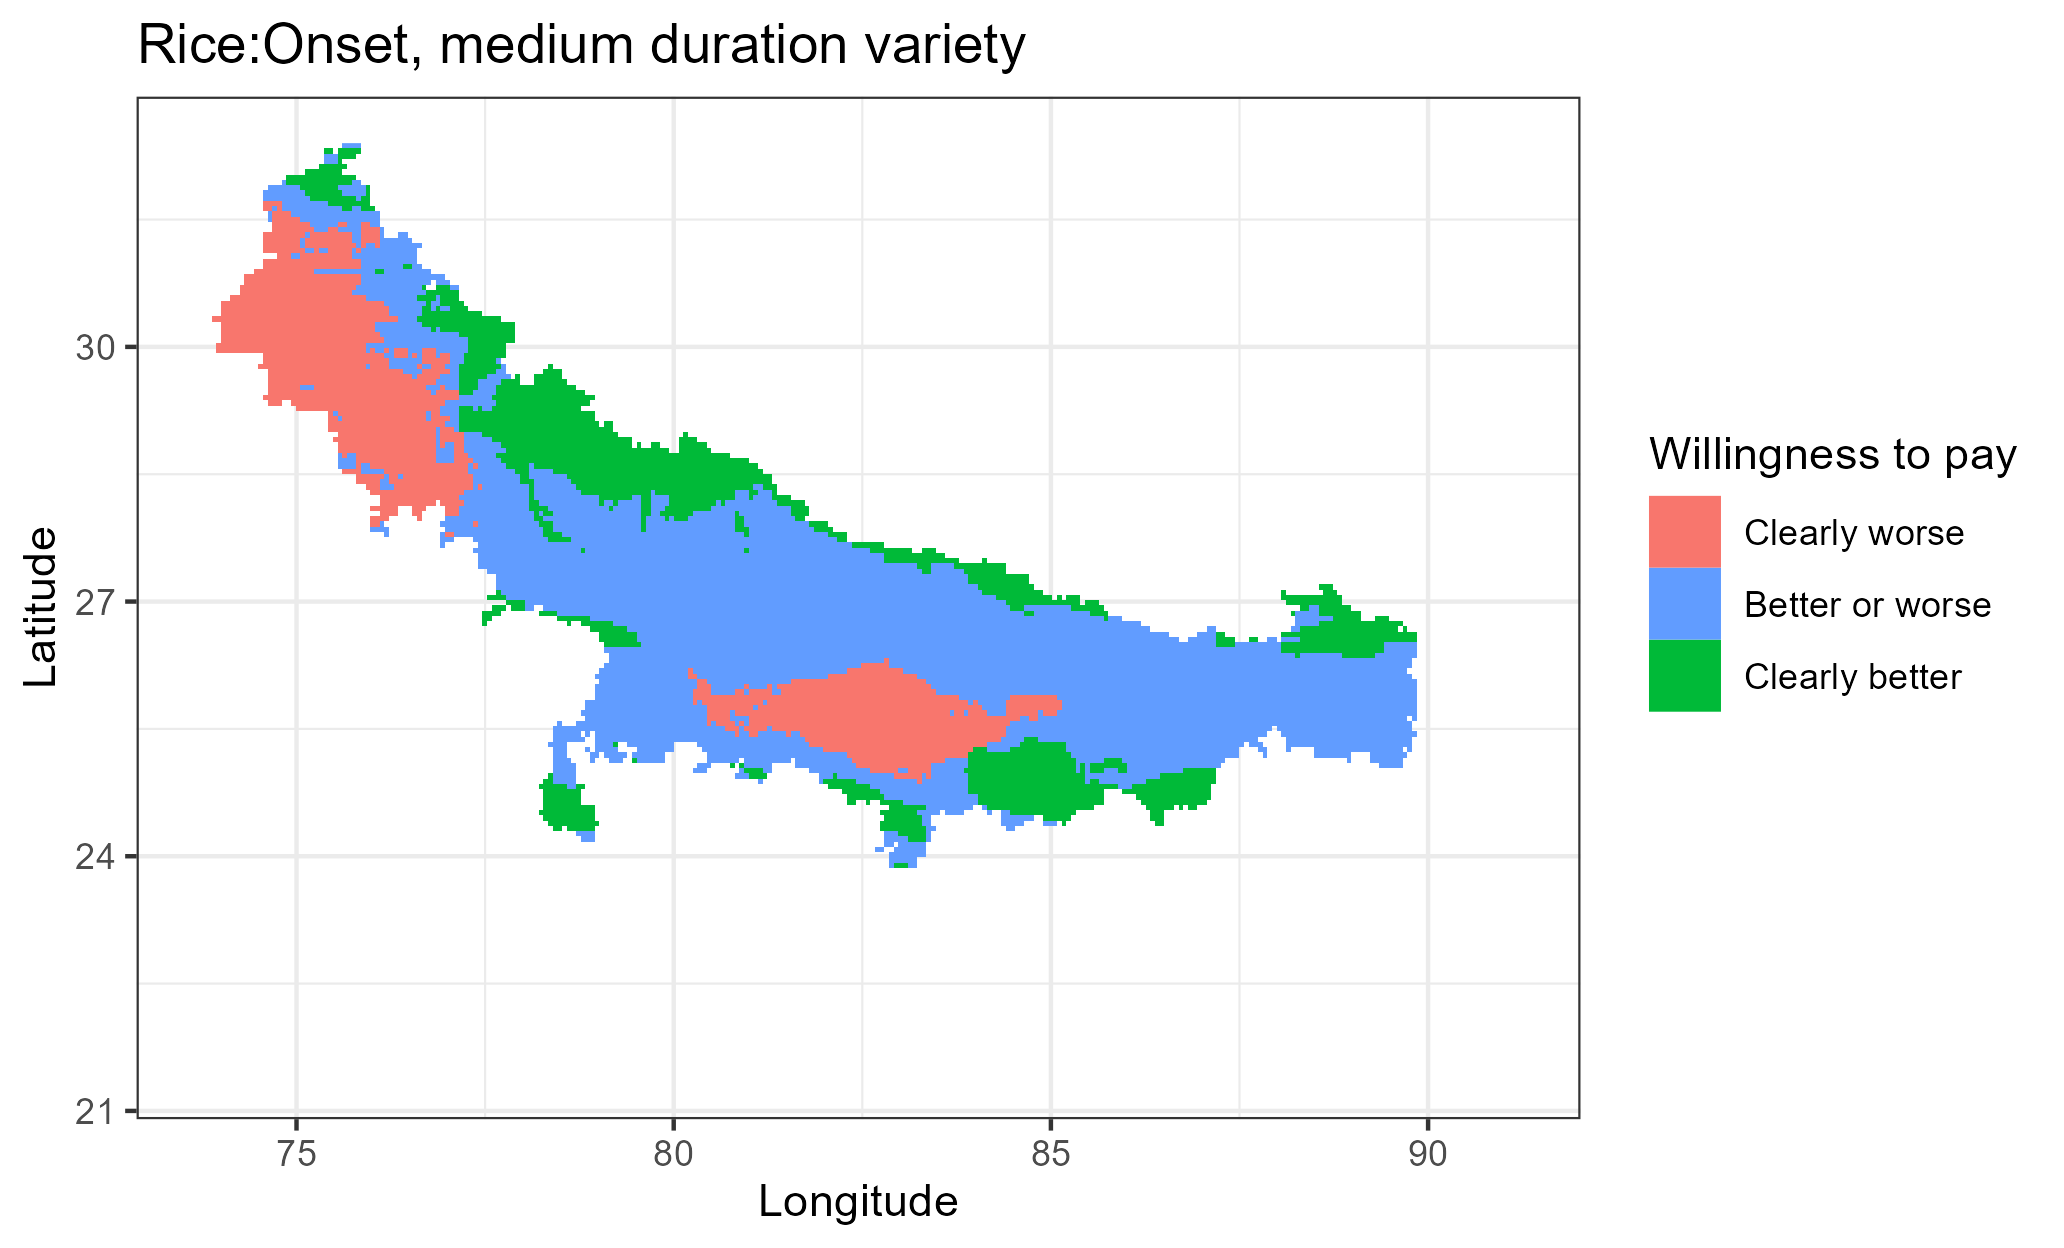 Rice:Onset, medium duration variety
30
27
24
21
Latitude
75
80
85
90
Longitude
Willingness to pay
Clearly worse
Better or worse
Clearly better